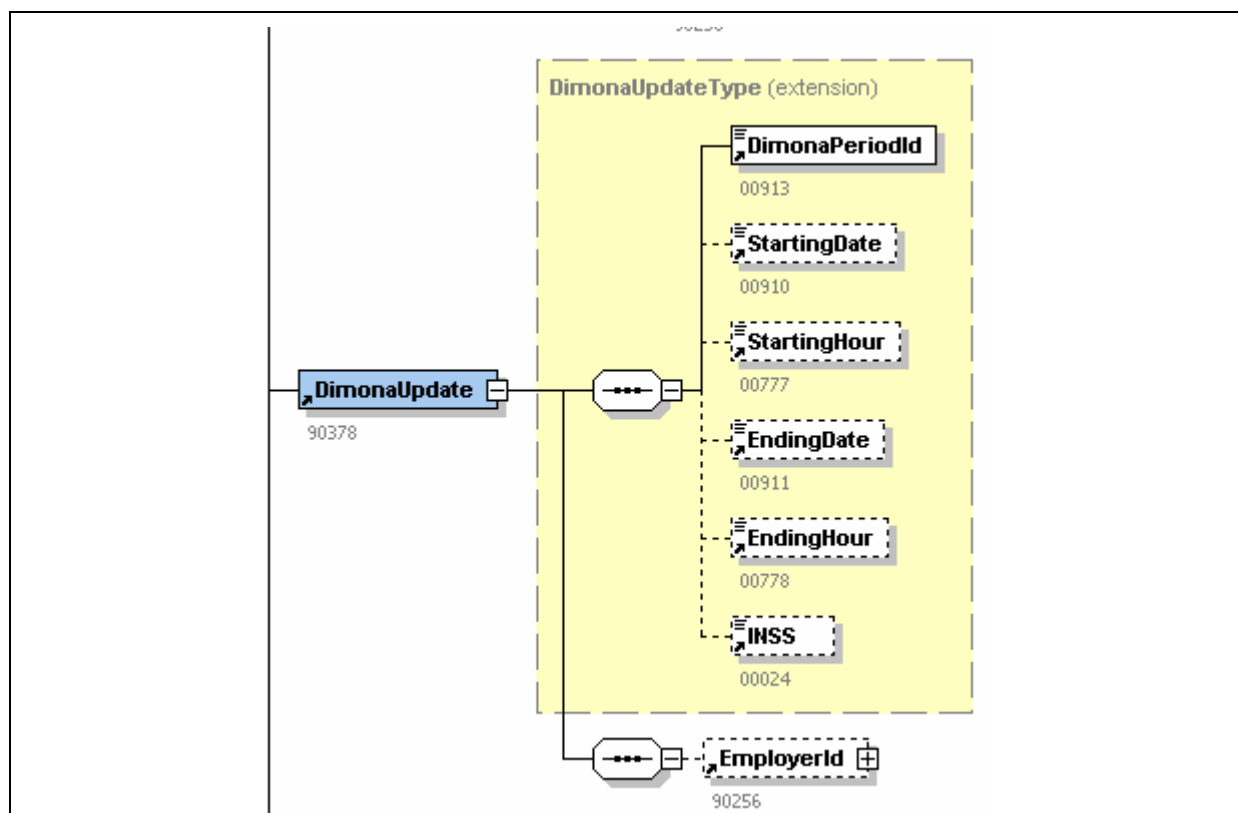 DimonaUpdateType (extension)
DimonaPeriodId
00913
StartingDate
00910
StartingHour
00777
DimonaUpdate
90378
EndingDate
00911
EndingHour
00778
INSS
00024
EmployerId
90256